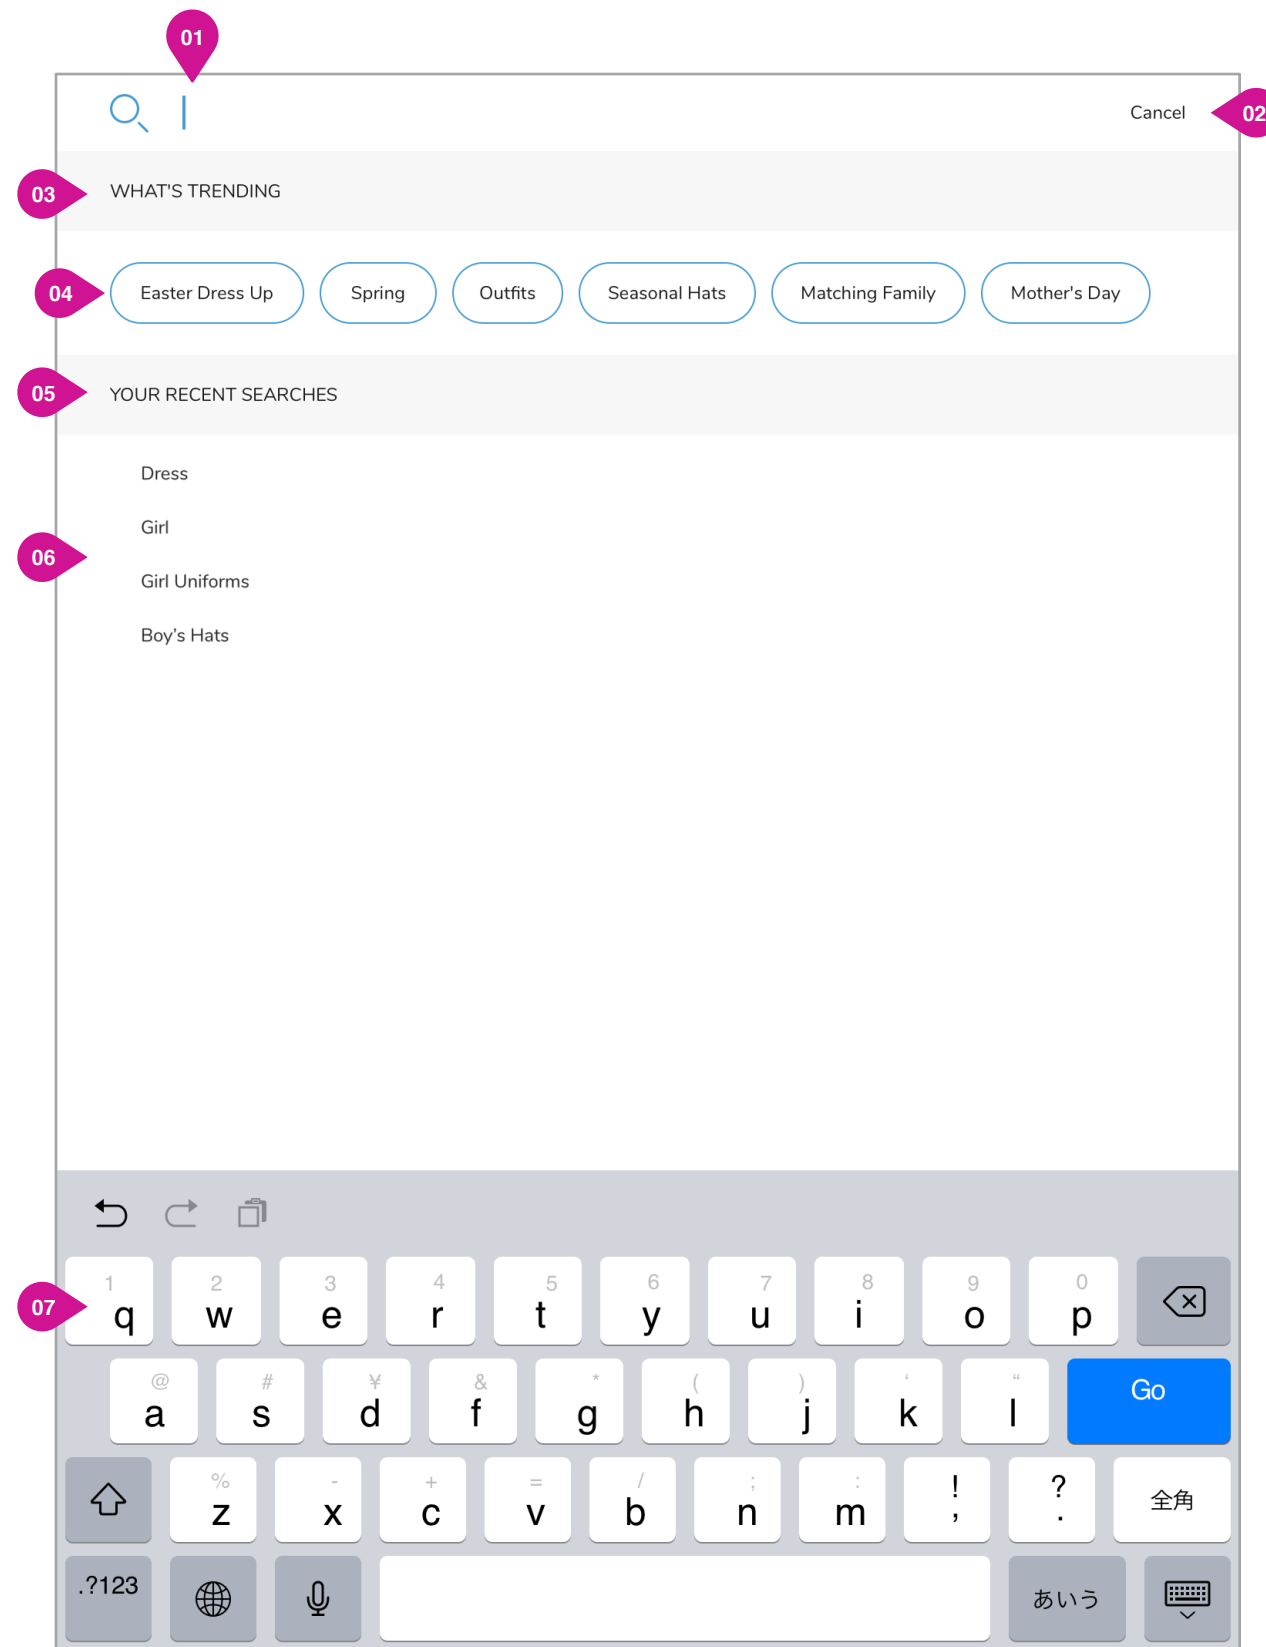 01
Cancel
02
03
WHAT'S TRENDING
04
Easter Dress Up
Spring
Outfits
Seasonal Hats
Matching Family
Mother's Day
05
YOUR RECENT SEARCHES
Dress
Girl
06
Girl Uniforms
Boy’s Hats
07
1 2 3 4 5 6 7 8 9 0
q w e r t y u i o p
@ # ¥ & * ( ) ‘ “
a s d f g h j k l Go
% - + = / ; : ! ?
z x c v b n m , . 全角
.?123 あいう